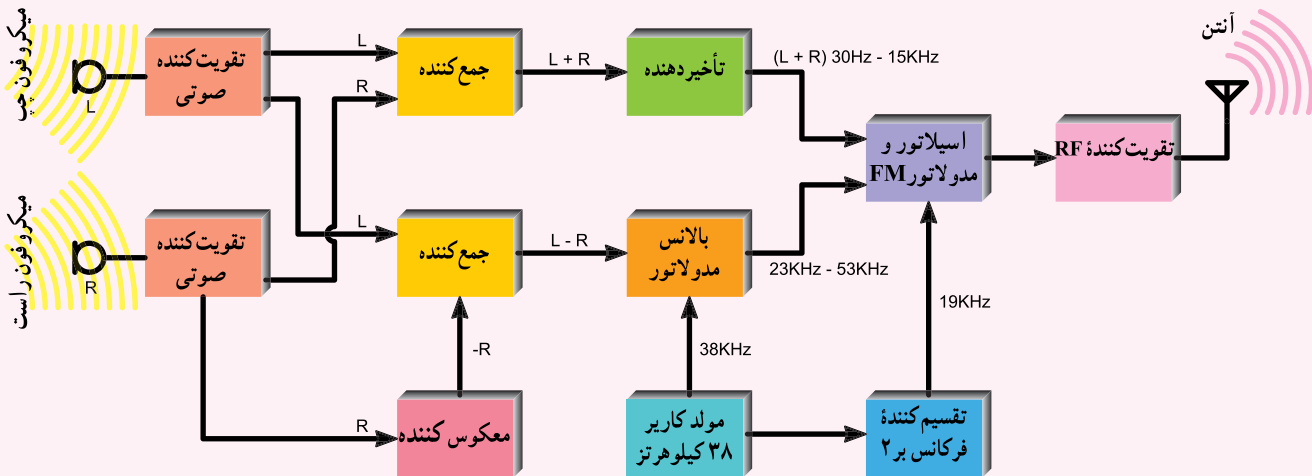 میکروفون چپ
L
تقویت‌کننده
صوتی
L
R
جمع‌کننده
L + R
تأخیردهنده
(L + R) 30Hz - 15KHz
اسیلاتور و
مدولاتور FM
تقویت‌کنندهٔ RF
آنتن
میکروفون راست
R
تقویت‌کننده
صوتی
L
جمع‌کننده
L - R
بالانس
مدولاتور
23KHz - 53KHz
-R
38KHz
19KHz
R
معکوس کننده
مولد کاریر
۳۸ کیلوهرتز
تقسیم‌کنندهٔ
فرکانس بر۲